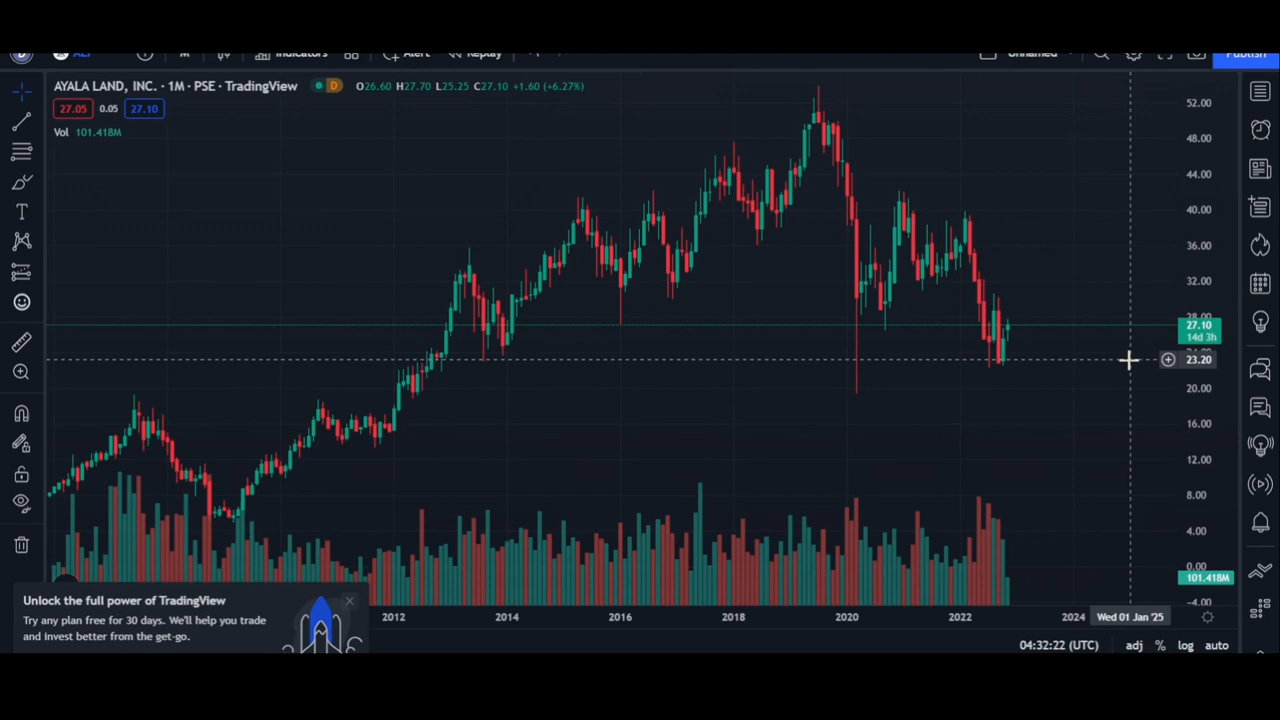 ALI M Indicators Alert Replay Unnamed Publish
AYALA LAND, INC. · 1M · PSE · TradingView D O26.60 H27.70 L25.25 C27.10 +1.60 (+6.27%)
27.05 0.05 27.10
Vol 101.418M
52.00
48.00
44.00
40.00
36.00
32.00
28.00
27.10
14d 3h
23.20
20.00
16.00
12.00
8.00
4.00
0.00
101.418M
−4.00
2012 2014 2016 2018 2020 2022 2024 Wed 01 Jan '25
Unlock the full power of TradingView
Try any plan free for 30 days. We'll help you trade
and invest better from the get-go.
04:32:22 (UTC) adj % log auto